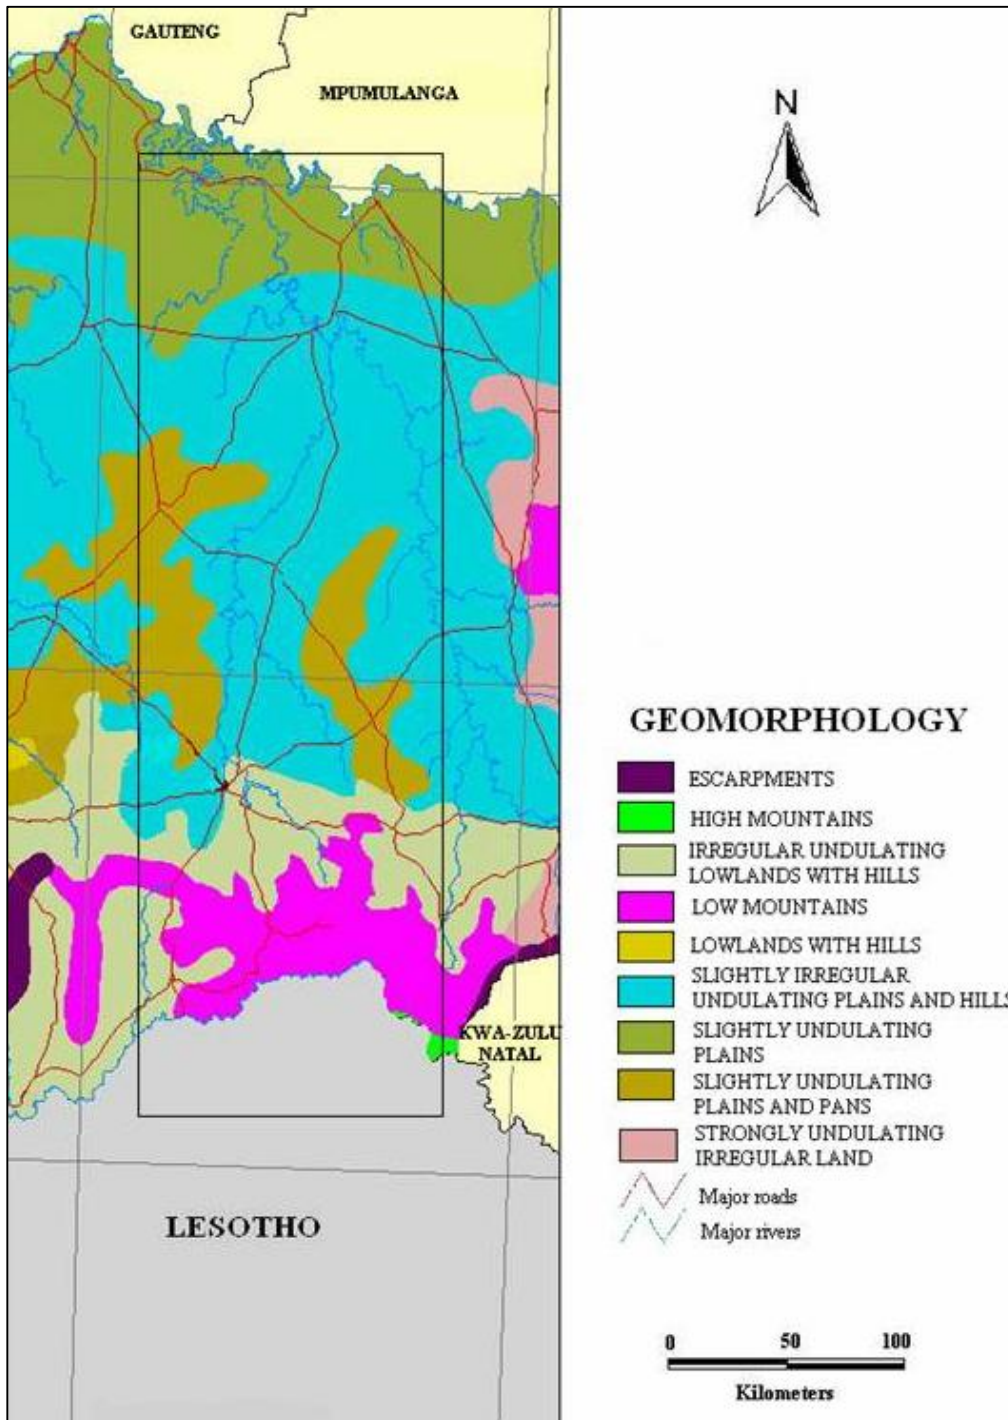 GAUTENG
MPUMULANGA
N
KWA-ZULU
NATAL
LESOTHO
GEOMORPHOLOGY
ESCARPMENTS
HIGH MOUNTAINS
IRREGULAR UNDULATING
LOWLANDS WITH HILLS
LOW MOUNTAINS
LOWLANDS WITH HILLS
SLIGHTLY IRREGULAR
UNDULATING PLAINS AND HILLS
SLIGHTLY UNDULATING
PLAINS
SLIGHTLY UNDULATING
PLAINS AND PANS
STRONGLY UNDULATING
IRREGULAR LAND
Major roads
Major rivers
0 50 100
Kilometers